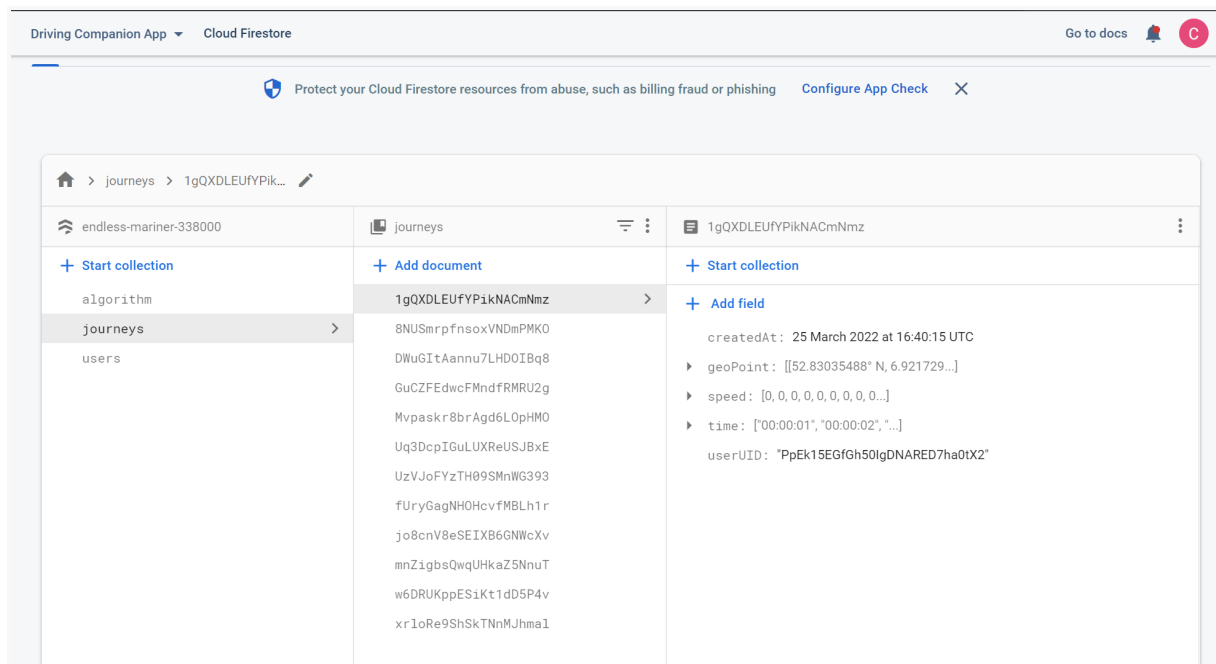 Driving Companion App Cloud Firestore Go to docs C
Protect your Cloud Firestore resources from abuse, such as billing fraud or phishing Configure App Check
journeys 1gQXDLEUfYPik...
endless-mariner-338000
Start collection
algorithm
journeys
users
journeys
Add document
1gQXDLEUfYPikNACmNmz
8NUSmrpfnsoxVNDmPMKO
DWuGItAannu7LHDOIBq8
GuCZFEdwcFMndfRMRU2g
Mvpaskr8brAgd6LOpHMO
Uq3DcpIGuLUXReUSJBxE
UzVJoFYzTH09SMnWG393
fUryGagNHOHcvfMBLh1r
jo8cnV8eSEIXB6GNWcXv
mnZigbsQwqUHkaZ5NnuT
w6DRUKppESiKt1dD5P4v
xrloRe9ShSkTNnMJhmal
1gQXDLEUfYPikNACmNmz
Start collection
Add field
createdAt: 25 March 2022 at 16:40:15 UTC
geoPoint: [[52.83035488° N, 6.921729...]
speed: [0, 0, 0, 0, 0, 0, 0, 0, 0...]
time: ["00:00:01", "00:00:02", "...]
userUID: "PpEk15EGfGh50IgDNARED7ha0tX2"